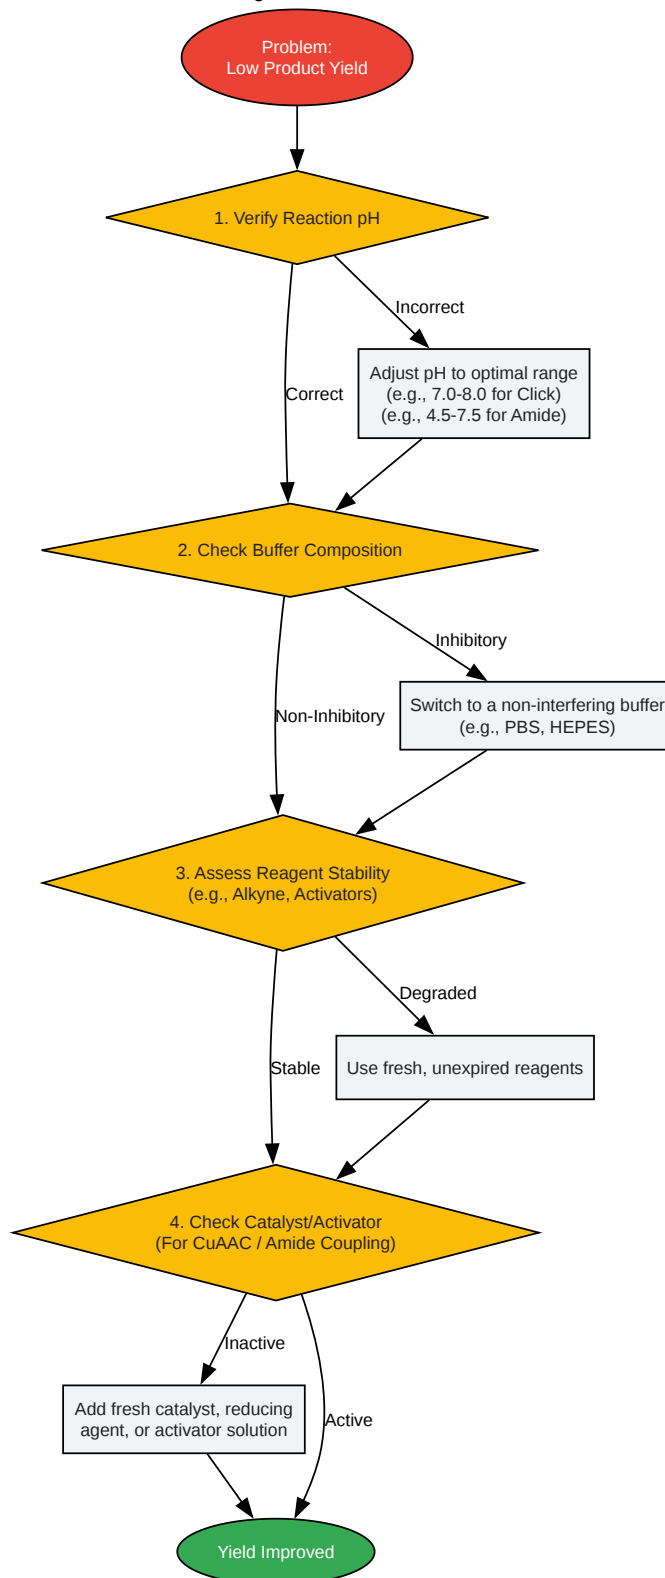 Problem:
Low Product Yield
1. Verify Reaction pH
Incorrect
Adjust pH to optimal range
(e.g., 7.0-8.0 for Click)
(e.g., 4.5-7.5 for Amide)
Correct
2. Check Buffer Composition
Inhibitory
Switch to a non-interfering buffer
(e.g., PBS, HEPES)
Non-Inhibitory
3. Assess Reagent Stability
(e.g., Alkyne, Activators)
Degraded
Use fresh, unexpired reagents
Stable
4. Check Catalyst/Activator
(For CuAAC / Amide Coupling)
Inactive
Add fresh catalyst, reducing
agent, or activator solution
Active
Yield Improved